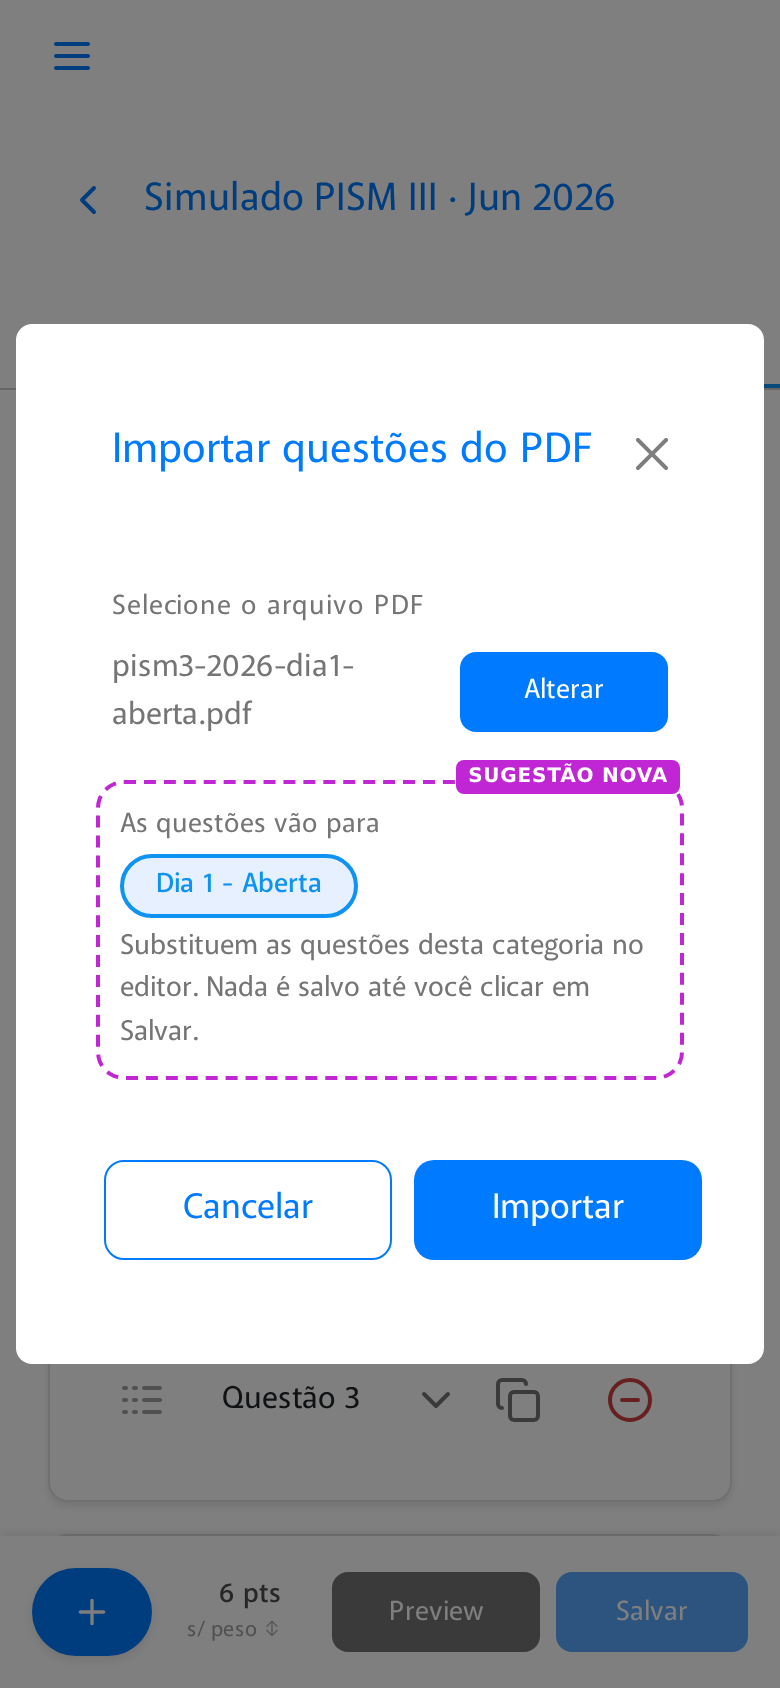 Simulado PISM III · Jun 2026
Importar questões do PDF
Selecione o arquivo PDF
pism3-2026-dia1-
aberta.pdf
Alterar
SUGESTÃO NOVA
As questões vão para
Dia 1 - Aberta
Substituem as questões desta categoria no
editor. Nada é salvo até você clicar em
Salvar.
Cancelar
Importar
Questão 3
6 pts
s/ peso
Preview
Salvar